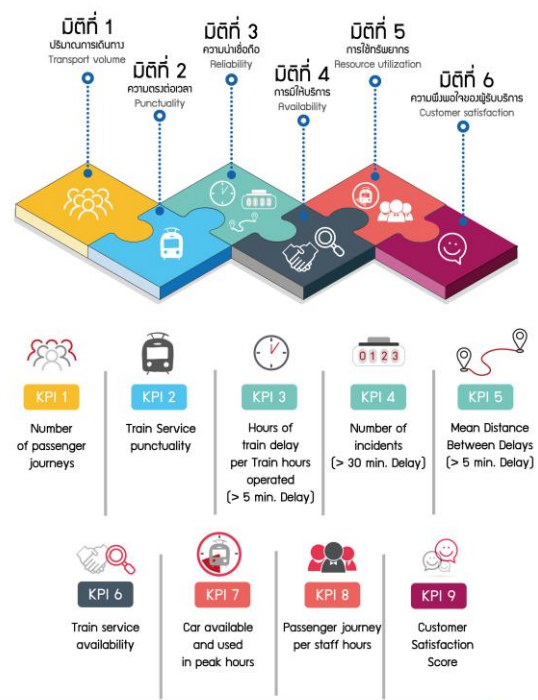 มิติที่ 1
ปริมาณการเดินทาง
Transport volume
มิติที่ 2
ความตรงต่อเวลา
Punctuality
มิติที่ 3
ความน่าเชื่อถือ
Reliability
มิติที่ 4
การมีให้บริการ
Availability
มิติที่ 5
การใช้ทรัพยากร
Resource utilization
มิติที่ 6
ความพึงพอใจของผู้รับบริการ
Customer satisfaction
0 0 0 0
KPI 1
Number
of passenger
journeys
KPI 2
Train Service
punctuality
KPI 3
Hours of
train delay
per Train hours
operated
(> 5 min. Delay)
0 1 2 3
KPI 4
Number of
incidents
(> 30 min. Delay)
KPI 5
Mean Distance
Between Delays
(> 5 min. Delay)
KPI 6
Train service
availability
KPI 7
Car available
and used
in peak hours
KPI 8
Passenger journey
per staff hours
KPI 9
Customer
Satisfaction
Score